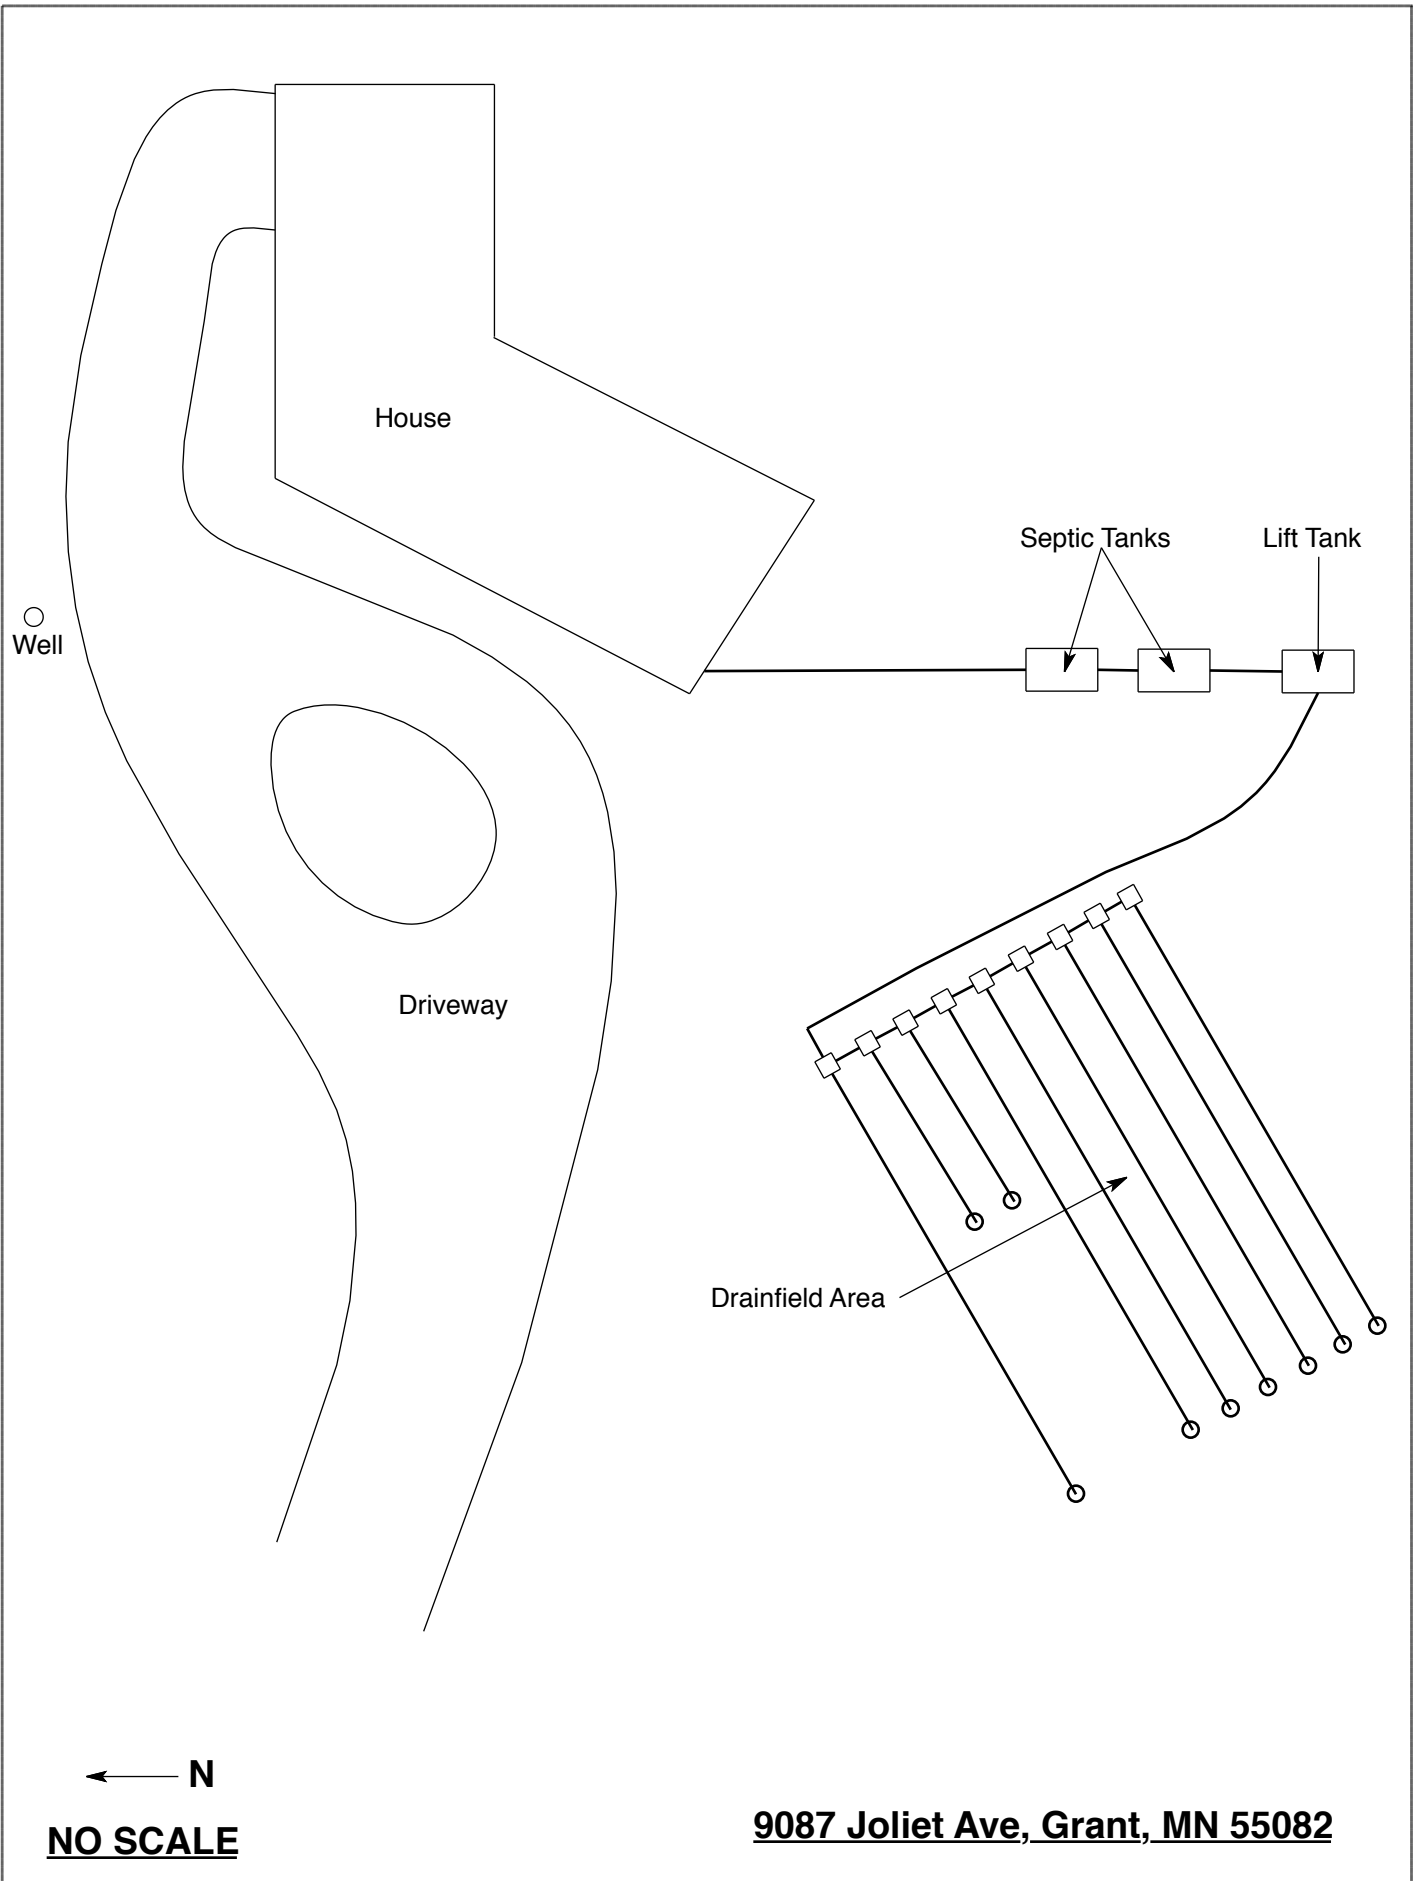 House
Septic Tanks
Lift Tank
Well
Driveway
Drainfield Area
N
NO SCALE
9087 Joliet Ave, Grant, MN 55082